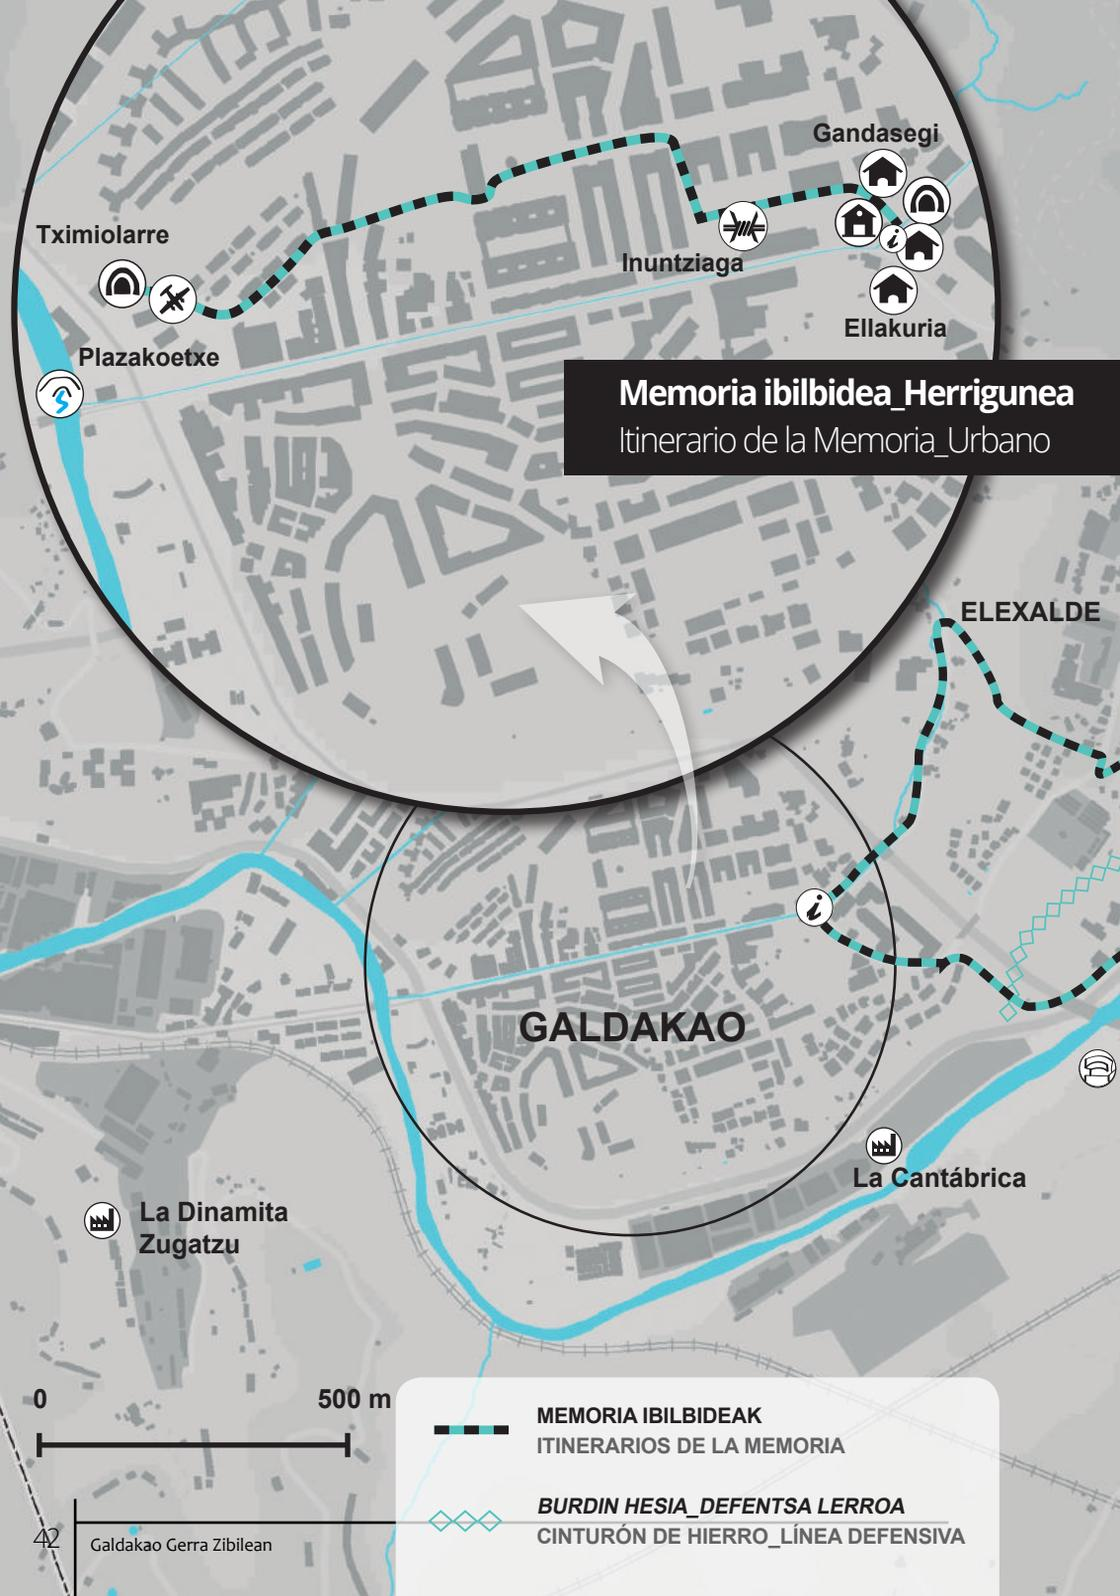 Gandasegi
Tximiolarre
Inuntziaga
Ellakuria
Plazakoetxe
Memoria ibilbidea_Herrigunea
Itinerario de la Memoria_Urbano
ELEXALDE
i
i
GALDAKAO
La Cantábrica
La Dinamita
Zugatzu
0
500 m
MEMORIA IBILBIDEAK
ITINERARIOS DE LA MEMORIA
BURDIN HESIA_DEFENTSA LERROA
CINTURÓN DE HIERRO_LÍNEA DEFENSIVA
42
Galdakao Gerra Zibilean